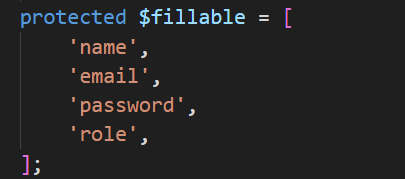 protected $fillable = [
    'name',
    'email',
    'password',
    'role',
];